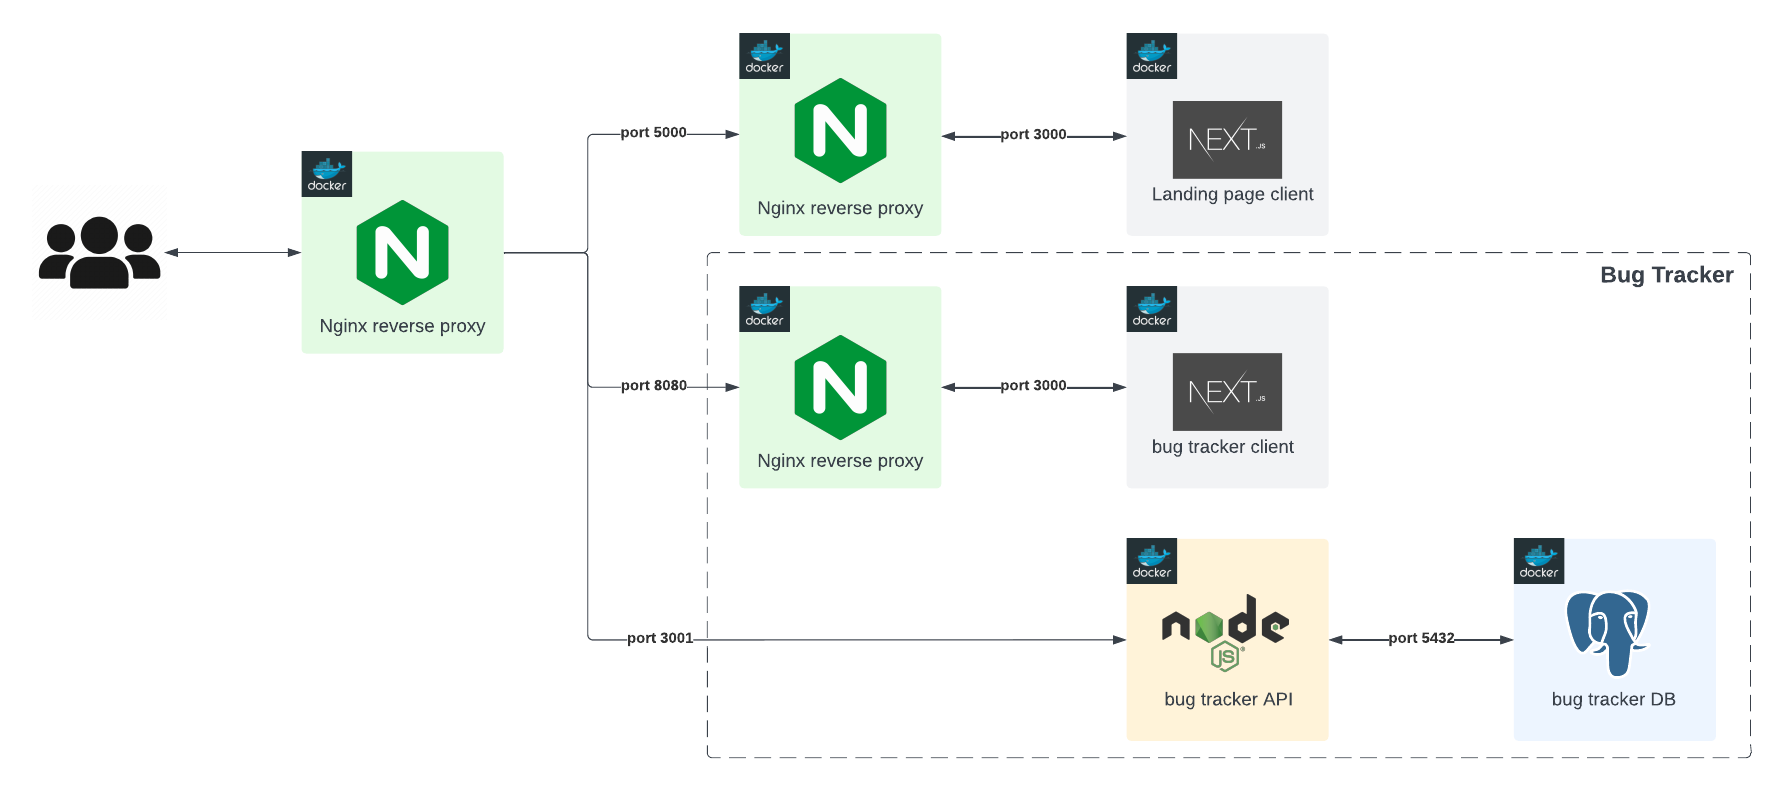 docker
Nginx reverse proxy
port 5000
docker
Nginx reverse proxy
port 3000
docker
NEXT.JS
Landing page client
Bug Tracker
port 8080
docker
Nginx reverse proxy
port 3000
docker
NEXT.JS
bug tracker client
port 3001
docker
node
JS
bug tracker API
port 5432
docker
bug tracker DB